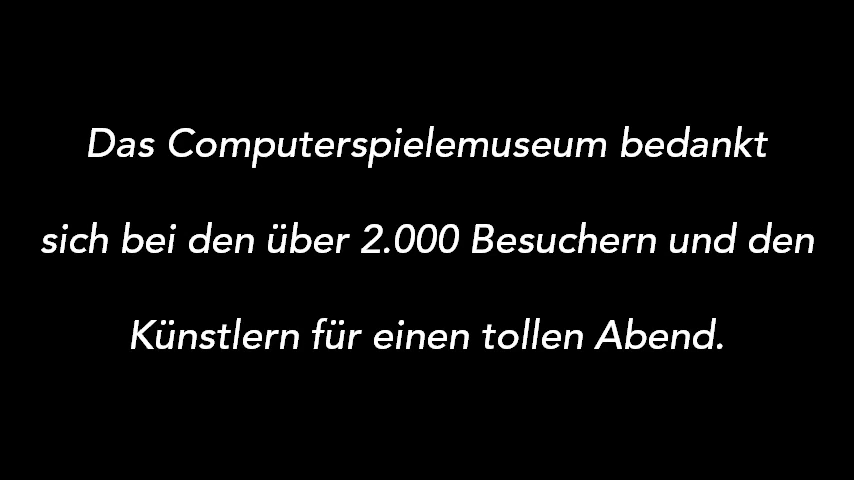 Das Computerspielemuseum bedankt
sich bei den über 2.000 Besuchern und den
Künstlern für einen tollen Abend.